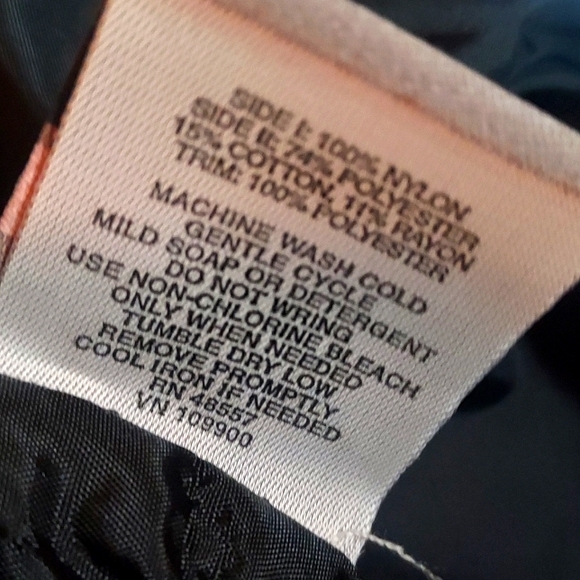 SIDE I: 100% NYLON
SIDE II: 74% POLYESTER
15% COTTON, 11% RAYON
TRIM: 100% POLYESTER
MACHINE WASH COLD
GENTLE CYCLE
MILD SOAP OR DETERGENT
DO NOT WRING
USE NON-CHLORINE BLEACH
ONLY WHEN NEEDED
TUMBLE DRY LOW
REMOVE PROMPTLY
COOL IRON IF NEEDED
RN 48557
VN 109900